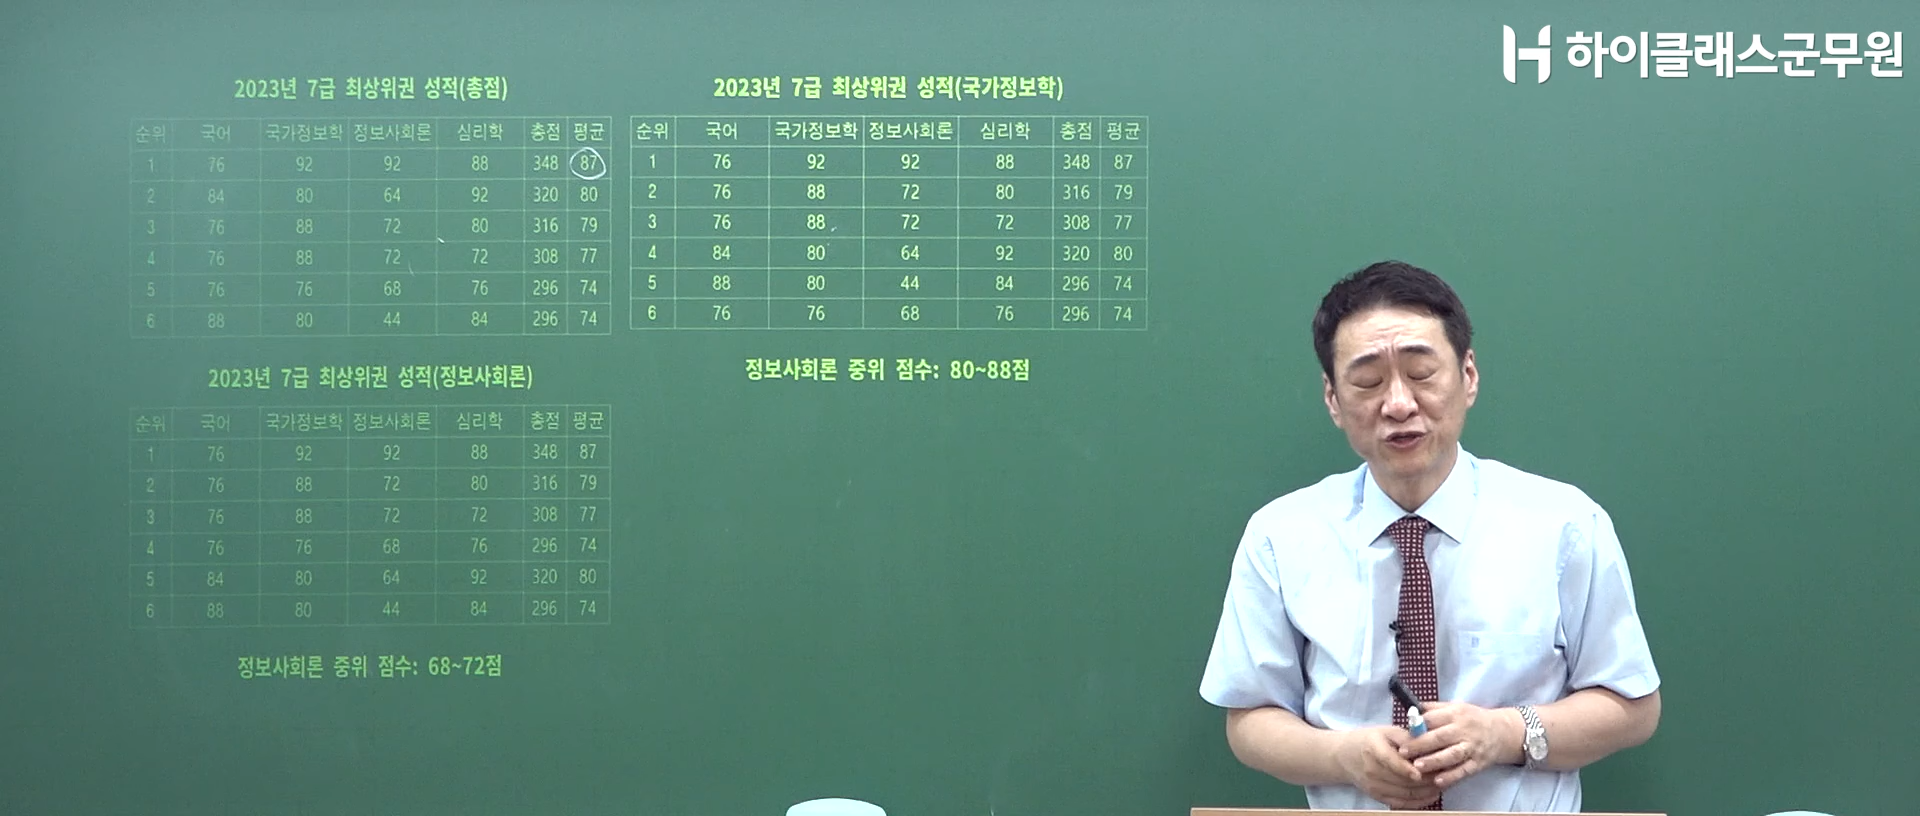 하이클래스군무원
2023년 7급 최상위권 성적(총점)
순위 국어 국가정보학 정보사회론 심리학 총점 평균
1 76 92 92 88 348 87
2 84 80 64 92 320 80
3 76 88 72 80 316 79
4 76 88 72 72 308 77
5 76 76 68 76 296 74
6 88 80 44 84 296 74
2023년 7급 최상위권 성적(국가정보학)
순위 국어 국가정보학 정보사회론 심리학 총점 평균
1 76 92 92 88 348 87
2 76 88 72 80 316 79
3 76 88 72 72 308 77
4 84 80 64 92 320 80
5 88 80 44 84 296 74
6 76 76 68 76 296 74
정보사회론 중위 점수: 80~88점
2023년 7급 최상위권 성적(정보사회론)
순위 국어 국가정보학 정보사회론 심리학 총점 평균
1 76 92 92 88 348 87
2 76 88 72 80 316 79
3 76 88 72 72 308 77
4 76 76 68 76 296 74
5 84 80 64 92 320 80
6 88 80 44 84 296 74
정보사회론 중위 점수: 68~72점